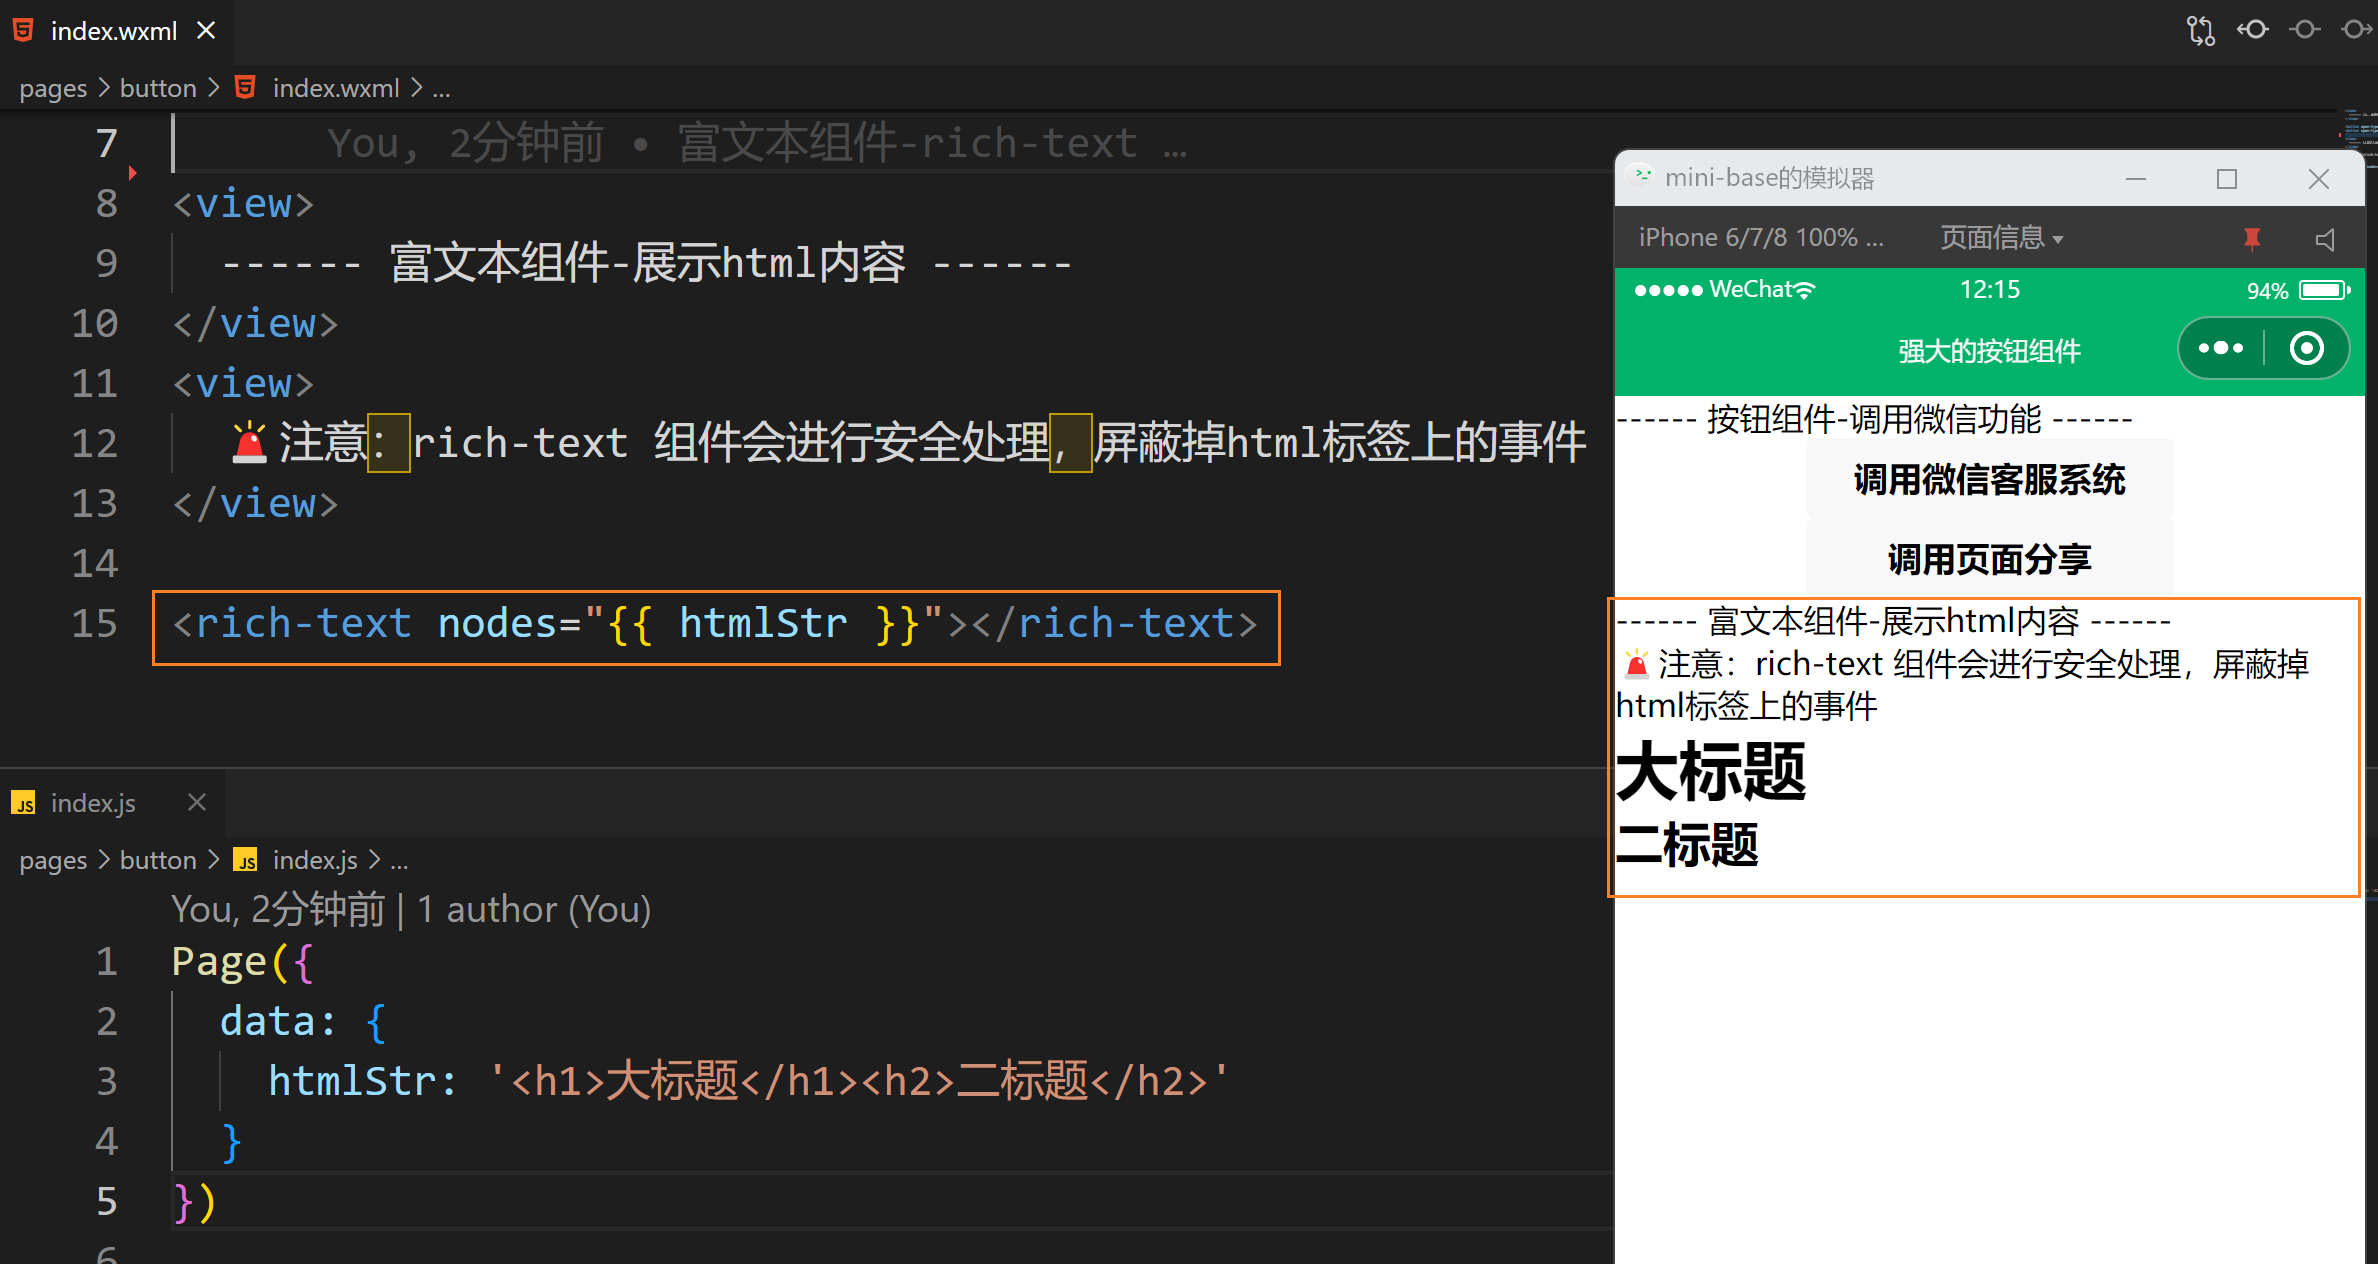 index.wxml
pages > button > index.wxml > ...
7 You, 2分钟前 • 富文本组件-rich-text …
8 <view>
9 ------ 富文本组件-展示html内容 ------
10 </view>
11 <view>
12 🚨注意：rich-text 组件会进行安全处理，屏蔽掉html标签上的事件
13 </view>
14
15 <rich-text nodes="{{ htmlStr }}"></rich-text>
index.js
pages > button > index.js > ...
You, 2分钟前 | 1 author (You)
1 Page({
2 data: {
3 htmlStr: '<h1>大标题</h1><h2>二标题</h2>'
4 }
5 })
6
mini-base的模拟器
iPhone 6/7/8 100% ... 页面信息
WeChat 12:15 94%
强大的按钮组件
------ 按钮组件-调用微信功能 ------
调用微信客服系统
调用页面分享
------ 富文本组件-展示html内容 ------
🚨注意：rich-text 组件会进行安全处理，屏蔽掉
html标签上的事件
大标题
二标题